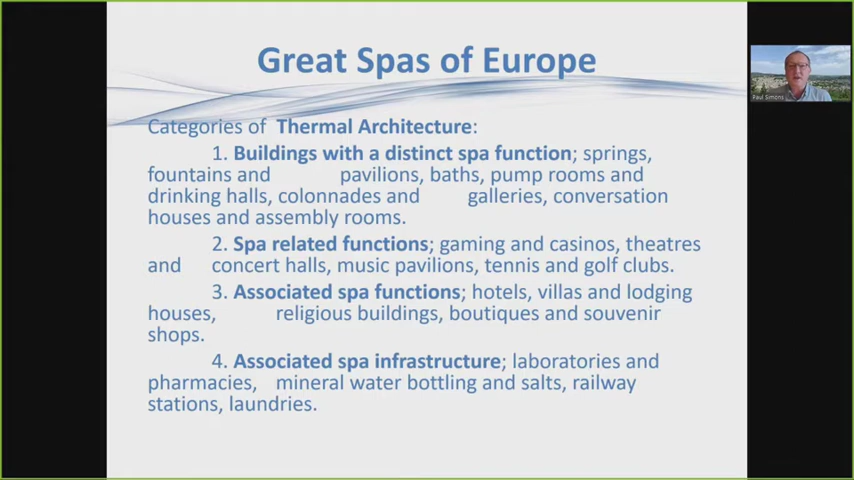 Great Spas of Europe
Categories of Thermal Architecture:
1. Buildings with a distinct spa function; springs,
fountains and pavilions, baths, pump rooms and
drinking halls, colonnades and galleries, conversation
houses and assembly rooms.
2. Spa related functions; gaming and casinos, theatres
and concert halls, music pavilions, tennis and golf clubs.
3. Associated spa functions; hotels, villas and lodging
houses, religious buildings, boutiques and souvenir
shops.
4. Associated spa infrastructure; laboratories and
pharmacies, mineral water bottling and salts, railway
stations, laundries.
Paul Simons